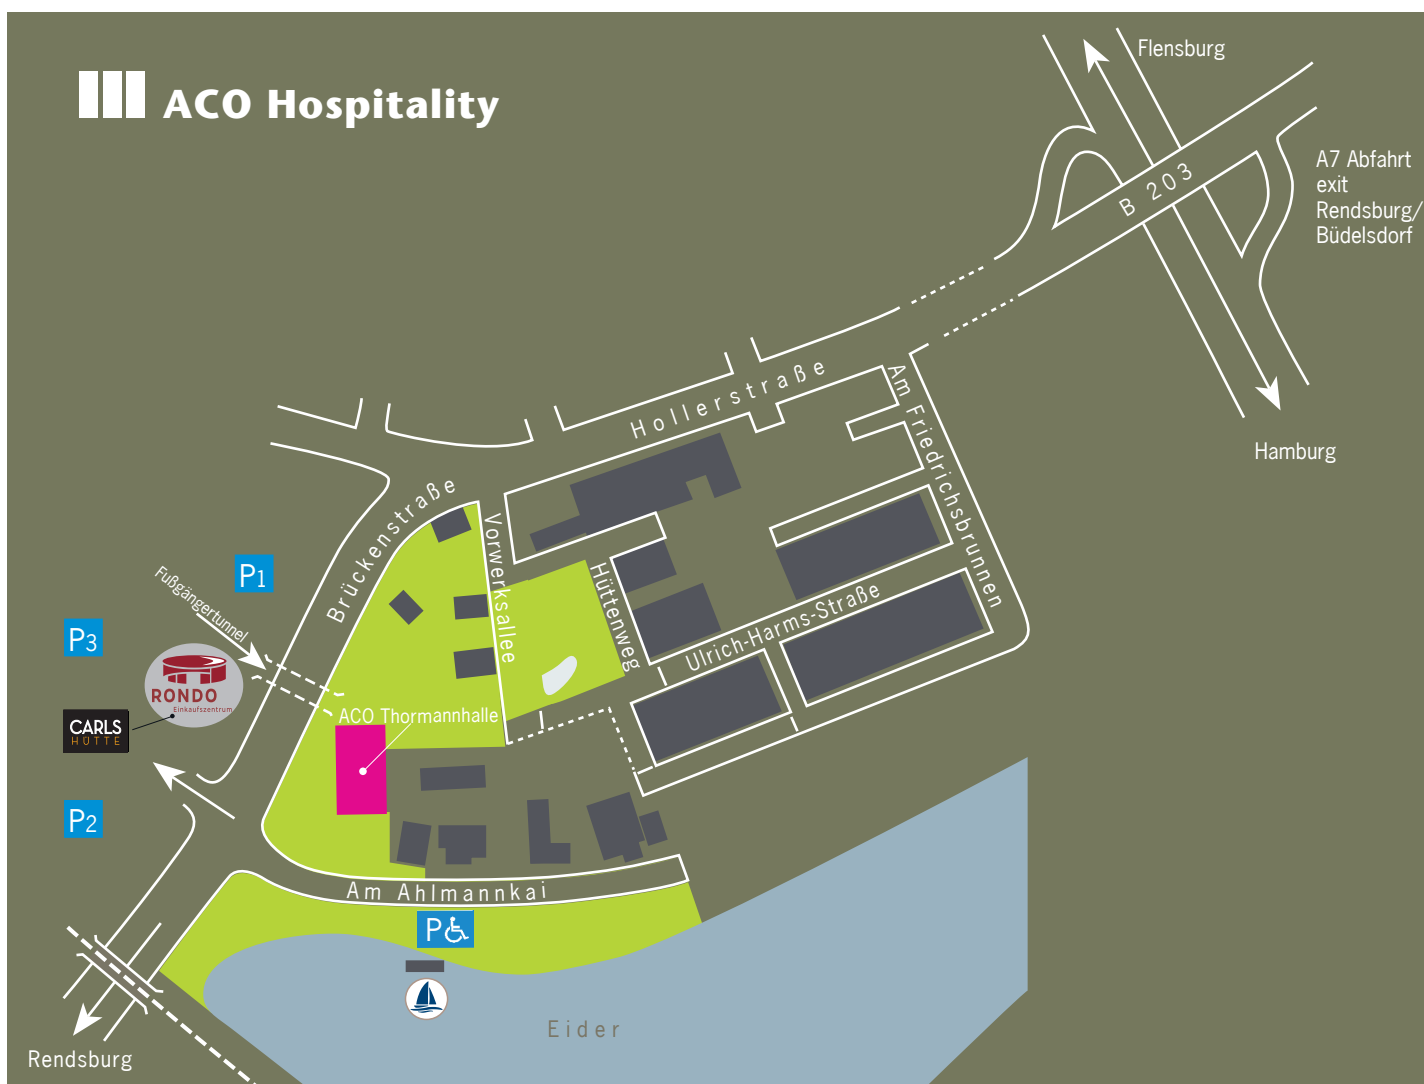 ACO Hospitality
Flensburg
A7 Abfahrt
exit
Rendsburg/
Büdelsdorf
B 203
Hamburg
Hollerstraße
Am Friedrichsbrunnen
Brückenstraße
Vorwerksallee
Hüttenweg
Ulrich-Harms-Straße
P1
Fußgängertunnel
P3
RONDO
Einkaufszentrum
CARLS
HÜTTE
ACO Thormannhalle
P2
Am Ahlmannkai
P
Eider
Rendsburg